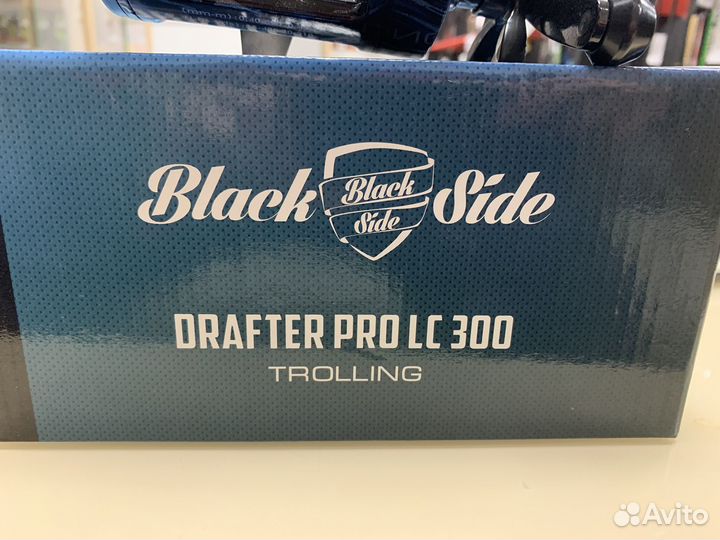 Black Side
Black
Side
DRAFTER PRO LC 300
TROLLING
Avito